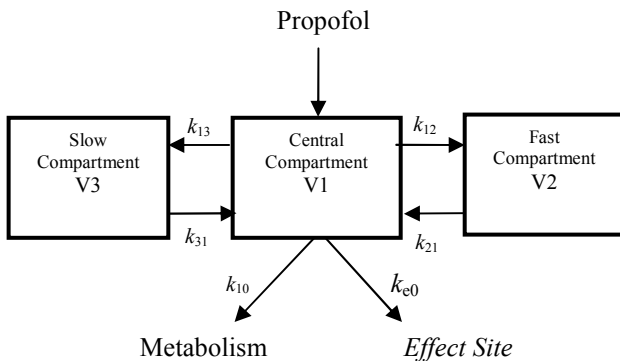 Propofol
Slow
Compartment
V3
k13
Central
Compartment
V1
k12
Fast
Compartment
V2
k31
k21
k10
ke0
Metabolism
Effect Site